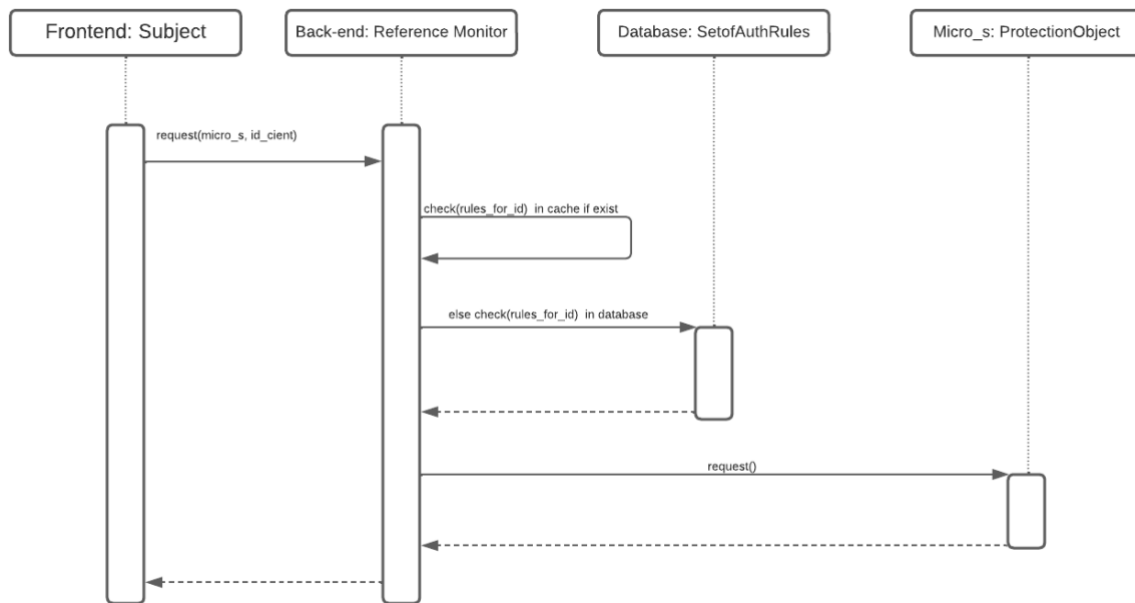 Frontend: Subject
Back-end: Reference Monitor
Database: SetofAuthRules
Micro_s: ProtectionObject
request(micro_s, id_cient)
check(rules_for_id) in cache if exist
else check(rules_for_id) in database
request()